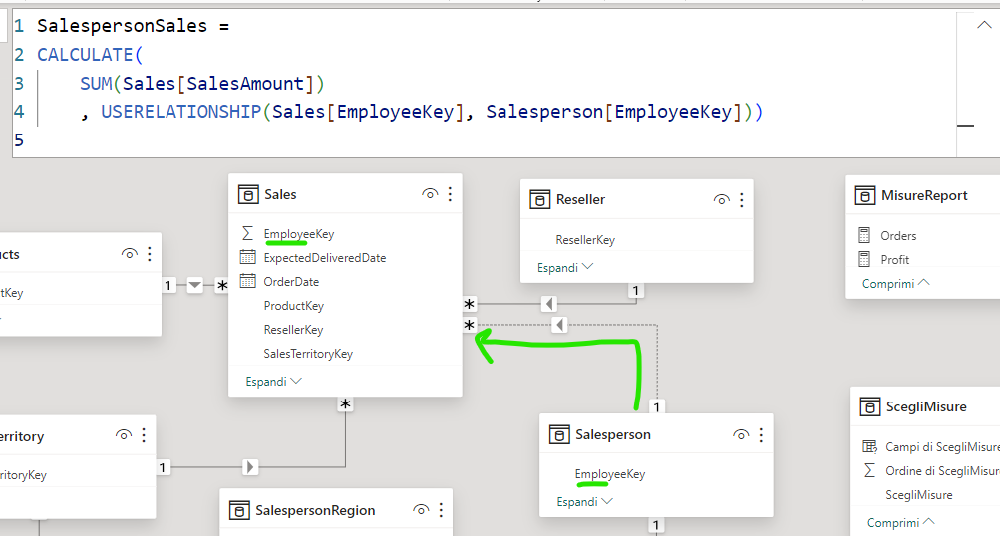 1 SalespersonSales =
2 CALCULATE(
3 SUM(Sales[SalesAmount])
4 , USERELATIONSHIP(Sales[EmployeeKey], Salesperson[EmployeeKey]))
5
Sales
EmployeeKey
ExpectedDeliveredDate
OrderDate
ProductKey
ResellerKey
SalesTerritoryKey
Espandi
Reseller
ResellerKey
Espandi
MisureReport
Orders
Profit
Comprimi
ucts
tKey
1
*
*
1
*
1
*
erritory
ritoryKey
1
SalespersonRegion
Salesperson
EmployeeKey
Espandi
1
ScegliMisure
Campi di ScegliMisure
Ordine di ScegliMisure
ScegliMisure
Comprimi